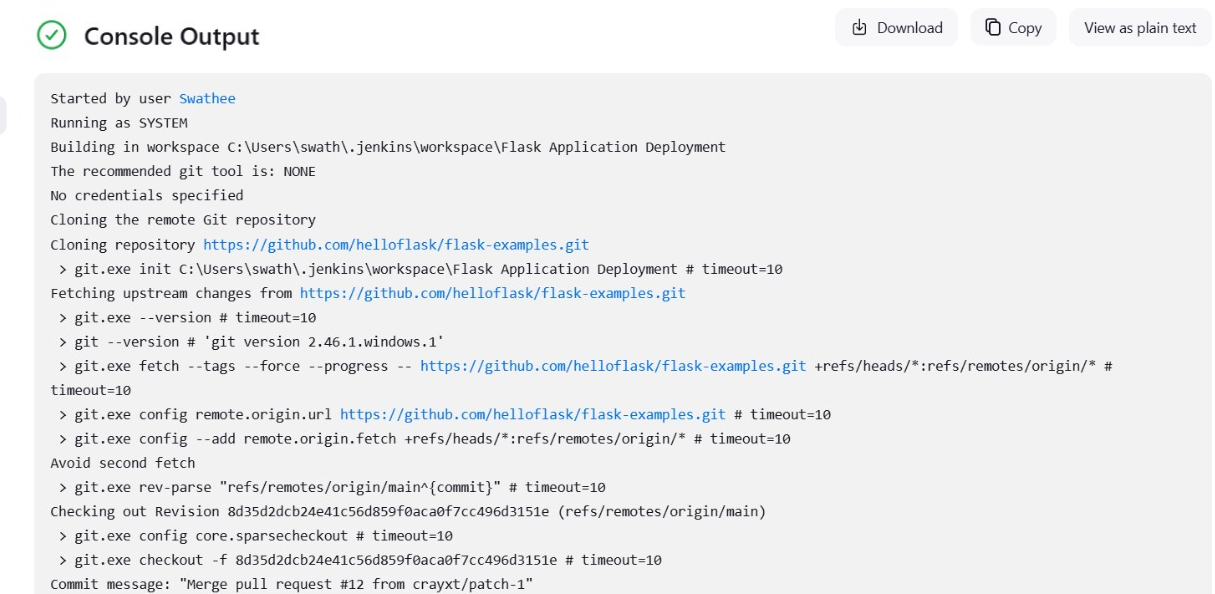 Console Output
Download
Copy
View as plain text
Started by user Swathee
Running as SYSTEM
Building in workspace C:\Users\swath\.jenkins\workspace\Flask Application Deployment
The recommended git tool is: NONE
No credentials specified
Cloning the remote Git repository
Cloning repository https://github.com/helloflask/flask-examples.git
 > git.exe init C:\Users\swath\.jenkins\workspace\Flask Application Deployment # timeout=10
Fetching upstream changes from https://github.com/helloflask/flask-examples.git
 > git.exe --version # timeout=10
 > git --version # 'git version 2.46.1.windows.1'
 > git.exe fetch --tags --force --progress -- https://github.com/helloflask/flask-examples.git +refs/heads/*:refs/remotes/origin/* #
timeout=10
 > git.exe config remote.origin.url https://github.com/helloflask/flask-examples.git # timeout=10
 > git.exe config --add remote.origin.fetch +refs/heads/*:refs/remotes/origin/* # timeout=10
Avoid second fetch
 > git.exe rev-parse "refs/remotes/origin/main^{commit}" # timeout=10
Checking out Revision 8d35d2dcb24e41c56d859f0aca0f7cc496d3151e (refs/remotes/origin/main)
 > git.exe config core.sparsecheckout # timeout=10
 > git.exe checkout -f 8d35d2dcb24e41c56d859f0aca0f7cc496d3151e # timeout=10
Commit message: "Merge pull request #12 from crayxt/patch-1"